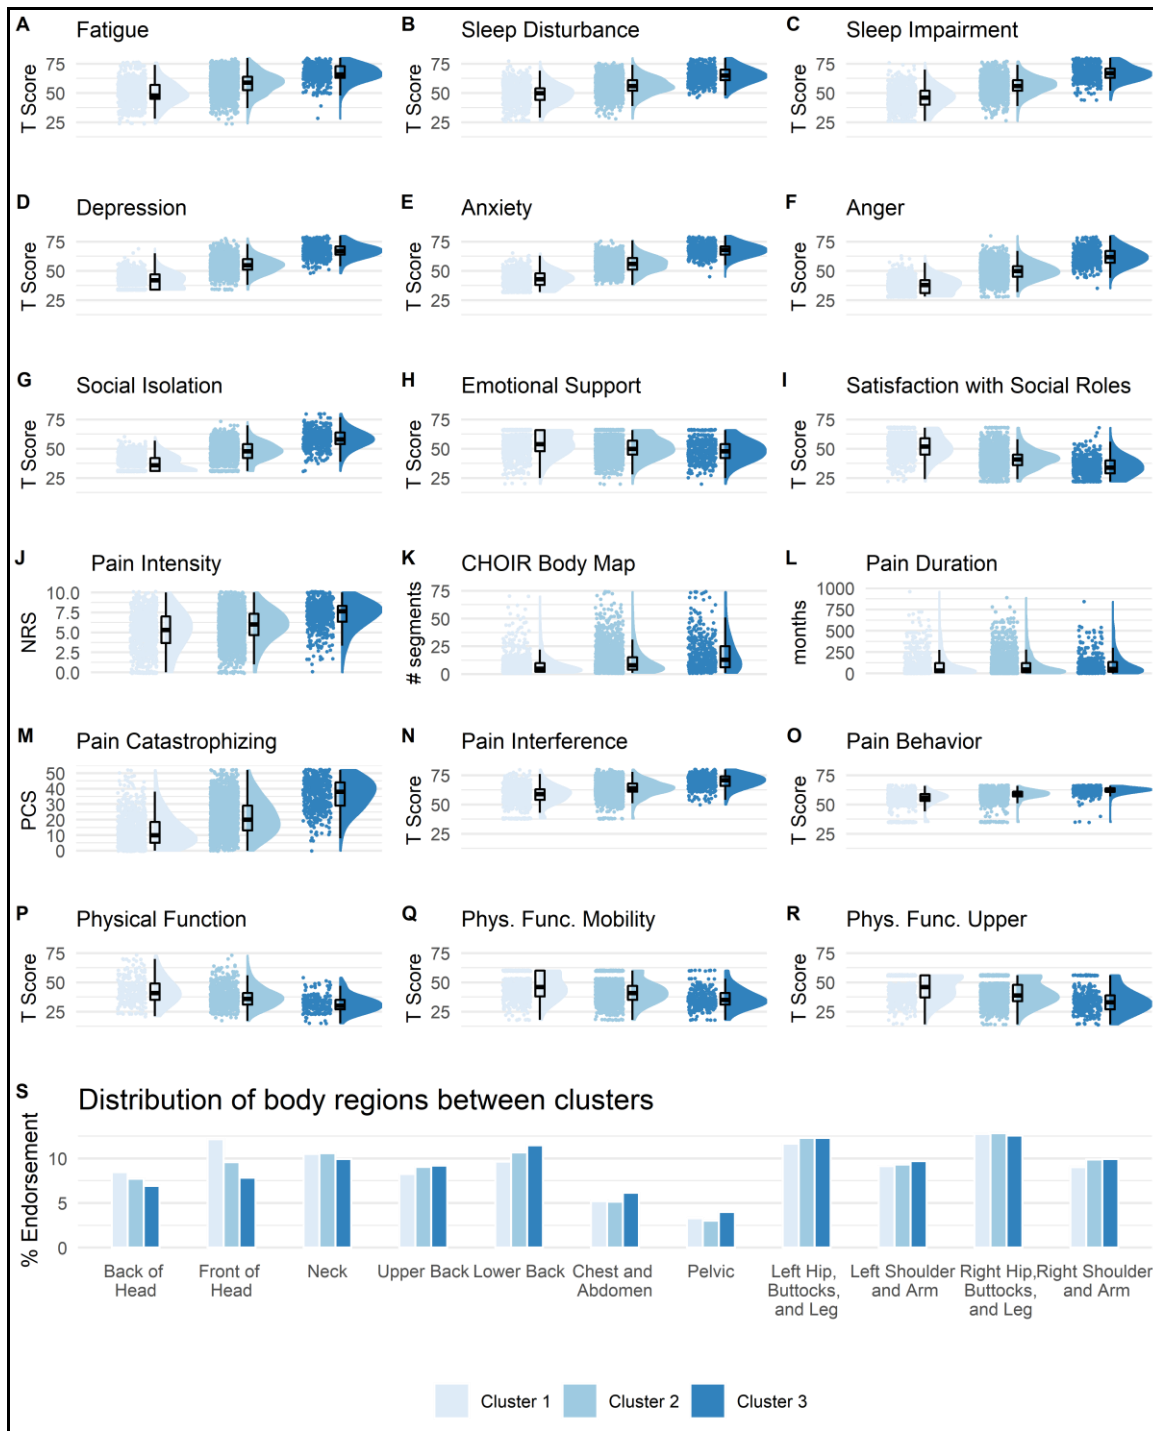 A Fatigue B Sleep Disturbance C Sleep Impairment
T Score 75 50 25 T Score 75 50 25 T Score 75 50 25
D Depression E Anxiety F Anger
T Score 75 50 25 T Score 75 50 25 T Score 75 50 25
G Social Isolation H Emotional Support I Satisfaction with Social Roles
T Score 75 50 25 T Score 75 50 25 T Score 75 50 25
J Pain Intensity K CHOIR Body Map L Pain Duration
NRS 10.0 7.5 5.0 2.5 0.0 # segments 75 50 25 0 months 1000 750 500 250 0
M Pain Catastrophizing N Pain Interference O Pain Behavior
PCS 50 40 30 20 10 0 T Score 75 50 25 T Score 75 50 25
P Physical Function Q Phys. Func. Mobility R Phys. Func. Upper
T Score 75 50 25 T Score 75 50 25 T Score 75 50 25
S Distribution of body regions between clusters
% Endorsement 10 5 0
Back of Front of Neck Upper Back Lower Back Chest and Pelvic Left Hip, Left Shoulder Right Hip, Right Shoulder
Head Head Abdomen Buttocks, and Arm Buttocks, and Arm
and Leg and Leg
Cluster 1 Cluster 2 Cluster 3